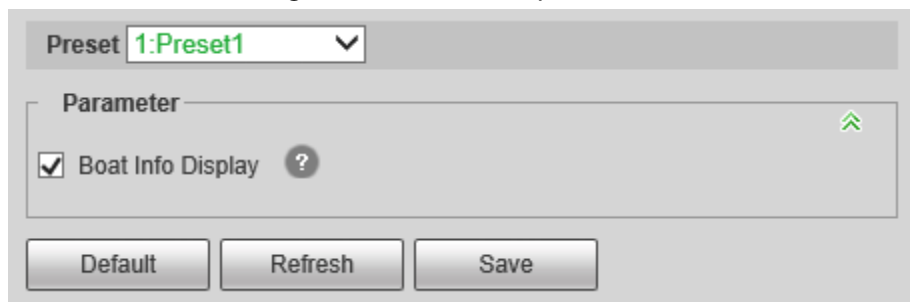 Preset 1:Preset1
Parameter
Boat Info Display ?
Default Refresh Save